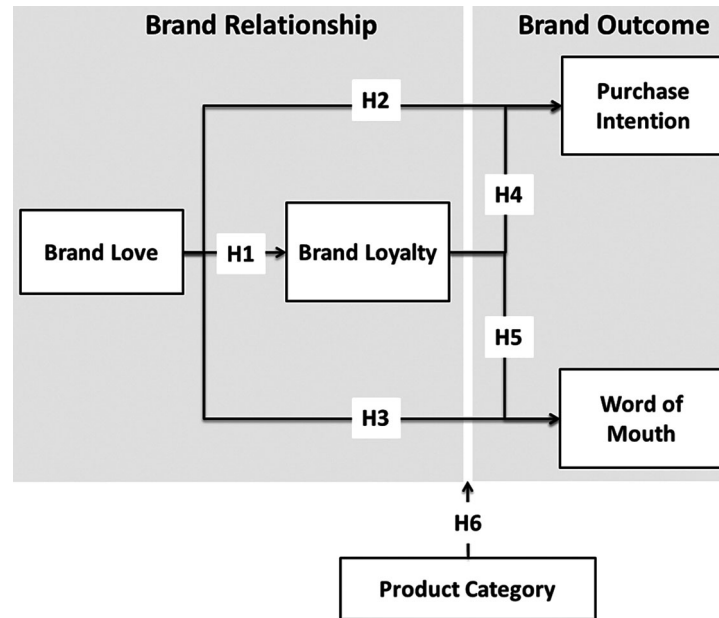 Brand Relationship
Brand Outcome
H2
Purchase
Intention
H4
Brand Love
H1
Brand Loyalty
H5
H3
Word of
Mouth
H6
Product Category